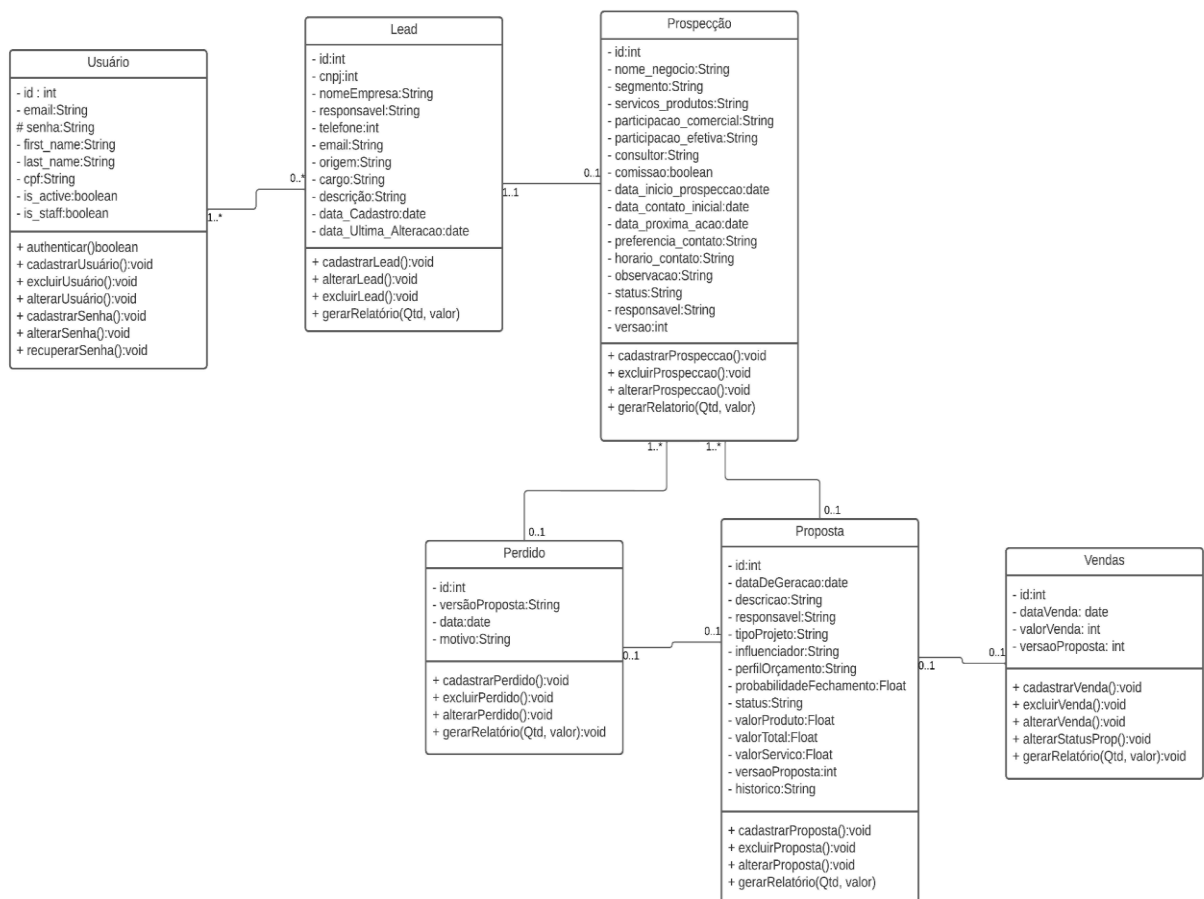 Usuário
- id : int
- email:String
# senha:String
- first_name:String
- last_name:String
- cpf:String
- is_active:boolean
- is_staff:boolean
+ authenticar()boolean
+ cadastrarUsuário():void
+ excluirUsuário():void
+ alterarUsuário():void
+ cadastrarSenha():void
+ alterarSenha():void
+ recuperarSenha():void
1..*
0..*
Lead
- id:int
- cnpj:int
- nomeEmpresa:String
- responsavel:String
- telefone:int
- email:String
- origem:String
- cargo:String
- descrição:String
- data_Cadastro:date
- data_Ultima_Alteracao:date
+ cadastrarLead():void
+ alterarLead():void
+ excluirLead():void
+ gerarRelatório(Qtd, valor)
1..1
0..1
Prospecção
- id:int
- nome_negocio:String
- segmento:String
- servicos_produtos:String
- participacao_comercial:String
- participacao_efetiva:String
- consultor:String
- comissao:boolean
- data_inicio_prospeccao:date
- data_contato_inicial:date
- data_proxima_acao:date
- preferencia_contato:String
- horario_contato:String
- observacao:String
- status:String
- responsavel:String
- versao:int
+ cadastrarProspeccao():void
+ excluirProspeccao():void
+ alterarProspeccao():void
+ gerarRelatorio(Qtd, valor)
1..*
1..*
0..1
0..1
Perdido
- id:int
- versãoProposta:String
- data:date
- motivo:String
+ cadastrarPerdido():void
+ excluirPerdido():void
+ alterarPerdido():void
+ gerarRelatório(Qtd, valor):void
0..1
0..1
Proposta
- id:int
- dataDeGeracao:date
- descricao:String
- responsavel:String
- tipoProjeto:String
- influenciador:String
- perfilOrçamento:String
- probabilidadeFechamento:Float
- status:String
- valorProduto:Float
- valorTotal:Float
- valorServico:Float
- versaoProposta:int
- historico:String
+ cadastrarProposta():void
+ excluirProposta():void
+ alterarProposta():void
+ gerarRelatório(Qtd, valor)
0..1
0..1
Vendas
- id:int
- dataVenda: date
- valorVenda: int
- versaoProposta: int
+ cadastrarVenda():void
+ excluirVenda():void
+ alterarVenda():void
+ alterarStatusProp():void
+ gerarRelatório(Qtd, valor):void